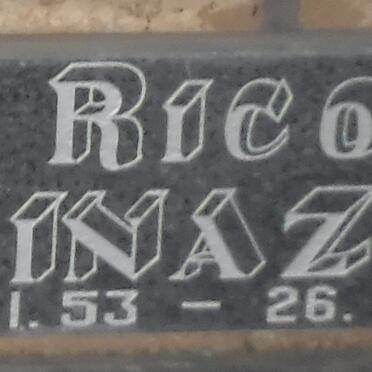 RICO
INAZ
1.53 – 26.